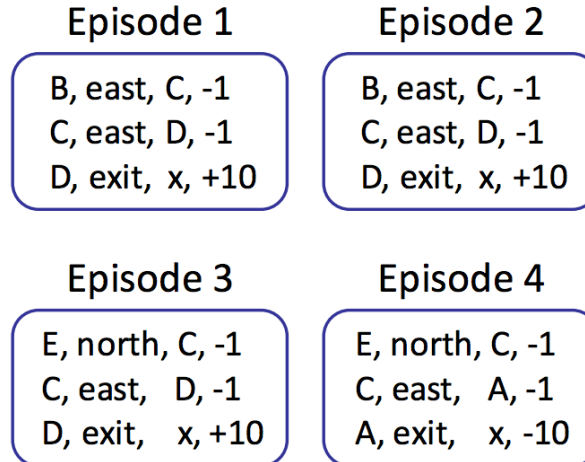 Episode 1
B, east, C, -1
C, east, D, -1
D, exit, x, +10
Episode 2
B, east, C, -1
C, east, D, -1
D, exit, x, +10
Episode 3
E, north, C, -1
C, east, D, -1
D, exit, x, +10
Episode 4
E, north, C, -1
C, east, A, -1
A, exit, x, -10